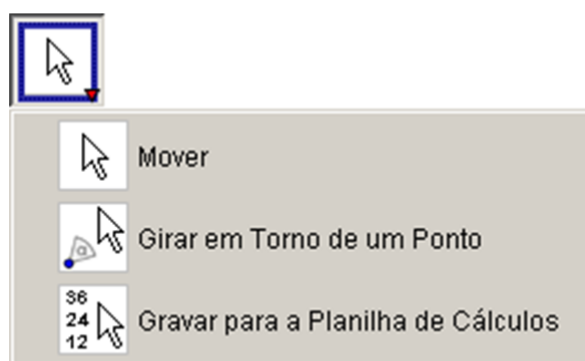 Mover
α
Girar em Torno de um Ponto
36
24
12
Gravar para a Planilha de Cálculos